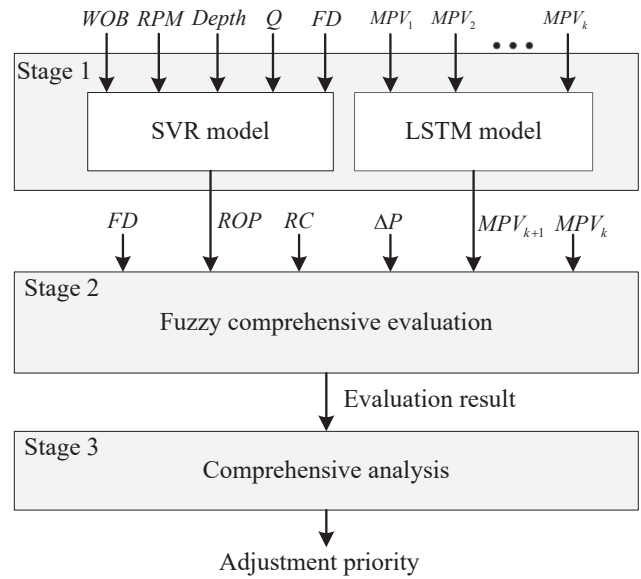 WOB RPM Depth Q FD MPV₁ MPV₂ ••• MPVₖ
Stage 1
SVR model LSTM model
FD ROP RC ΔP MPVₖ₊₁ MPVₖ
Stage 2
Fuzzy comprehensive evaluation
Evaluation result
Stage 3
Comprehensive analysis
Adjustment priority